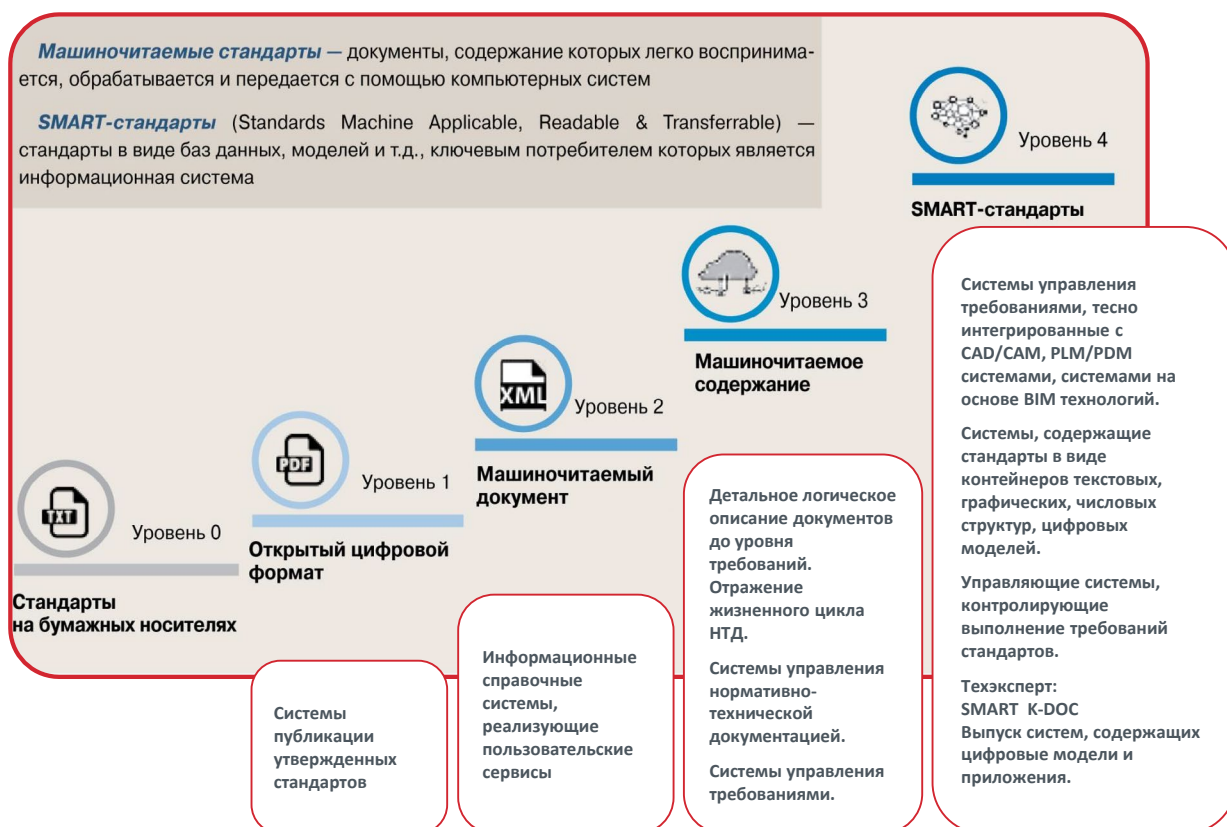 Машиночитаемые стандарты — документы, содержание которых легко воспринима-
ется, обрабатывается и передается с помощью компьютерных систем
SMART-стандарты (Standards Machine Applicable, Readable & Transferrable) —
стандарты в виде баз данных, моделей и т.д., ключевым потребителем которых является
информационная система
TXT
Уровень 0
Стандарты
на бумажных носителях
PDF
Уровень 1
Открытый цифровой
формат
Системы
публикации
утвержденных
стандартов
XML
Уровень 2
Машиночитаемый
документ
Информационные
справочные
системы,
реализующие
пользовательские
сервисы
Уровень 3
Машиночитаемое
содержание
Детальное логическое
описание документов
до уровня
требований.
Отражение
жизненного цикла
НТД.
Системы управления
нормативно-
технической
документацией.
Системы управления
требованиями.
Уровень 4
SMART-стандарты
Системы управления
требованиями, тесно
интегрированные с
CAD/CAM, PLM/PDM
системами, системами на
основе BIM технологий.
Системы, содержащие
стандарты в виде
контейнеров текстовых,
графических, числовых
структур, цифровых
моделей.
Управляющие системы,
контролирующие
выполнение требований
стандартов.
Техэксперт:
SMART K-DOC
Выпуск систем, содержащих
цифровые модели и
приложения.